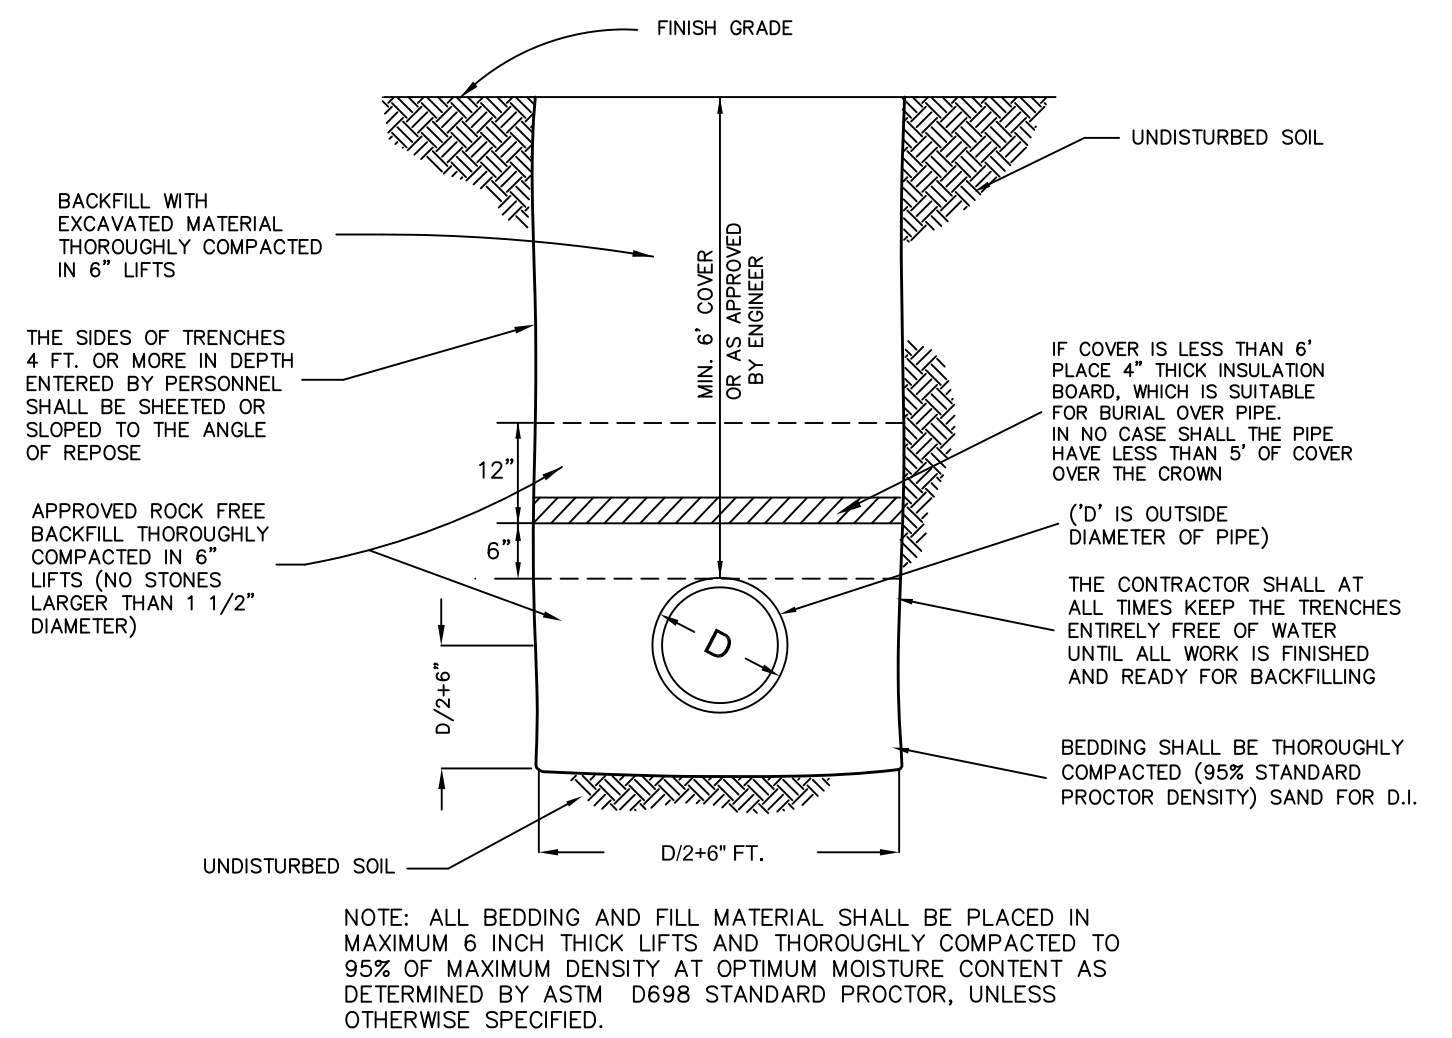 FINISH GRADE
UNDISTURBED SOIL
BACKFILL WITH
EXCAVATED MATERIAL
THOROUGHLY COMPACTED
IN 6" LIFTS
MIN. 6' COVER
OR AS APPROVED
BY ENGINEER
THE SIDES OF TRENCHES
4 FT. OR MORE IN DEPTH
ENTERED BY PERSONNEL
SHALL BE SHEETED OR
SLOPED TO THE ANGLE
OF REPOSE
IF COVER IS LESS THAN 6'
PLACE 4" THICK INSULATION
BOARD, WHICH IS SUITABLE
FOR BURIAL OVER PIPE.
IN NO CASE SHALL THE PIPE
HAVE LESS THAN 5' OF COVER
OVER THE CROWN
12"
6"
APPROVED ROCK FREE
BACKFILL THOROUGHLY
COMPACTED IN 6"
LIFTS (NO STONES
LARGER THAN 1 1/2"
DIAMETER)
('D' IS OUTSIDE
DIAMETER OF PIPE)
THE CONTRACTOR SHALL AT
ALL TIMES KEEP THE TRENCHES
ENTIRELY FREE OF WATER
UNTIL ALL WORK IS FINISHED
AND READY FOR BACKFILLING
D
D/2+6"
BEDDING SHALL BE THOROUGHLY
COMPACTED (95% STANDARD
PROCTOR DENSITY) SAND FOR D.I.
UNDISTURBED SOIL
D/2+6" FT.
NOTE: ALL BEDDING AND FILL MATERIAL SHALL BE PLACED IN
MAXIMUM 6 INCH THICK LIFTS AND THOROUGHLY COMPACTED TO
95% OF MAXIMUM DENSITY AT OPTIMUM MOISTURE CONTENT AS
DETERMINED BY ASTM D698 STANDARD PROCTOR, UNLESS
OTHERWISE SPECIFIED.